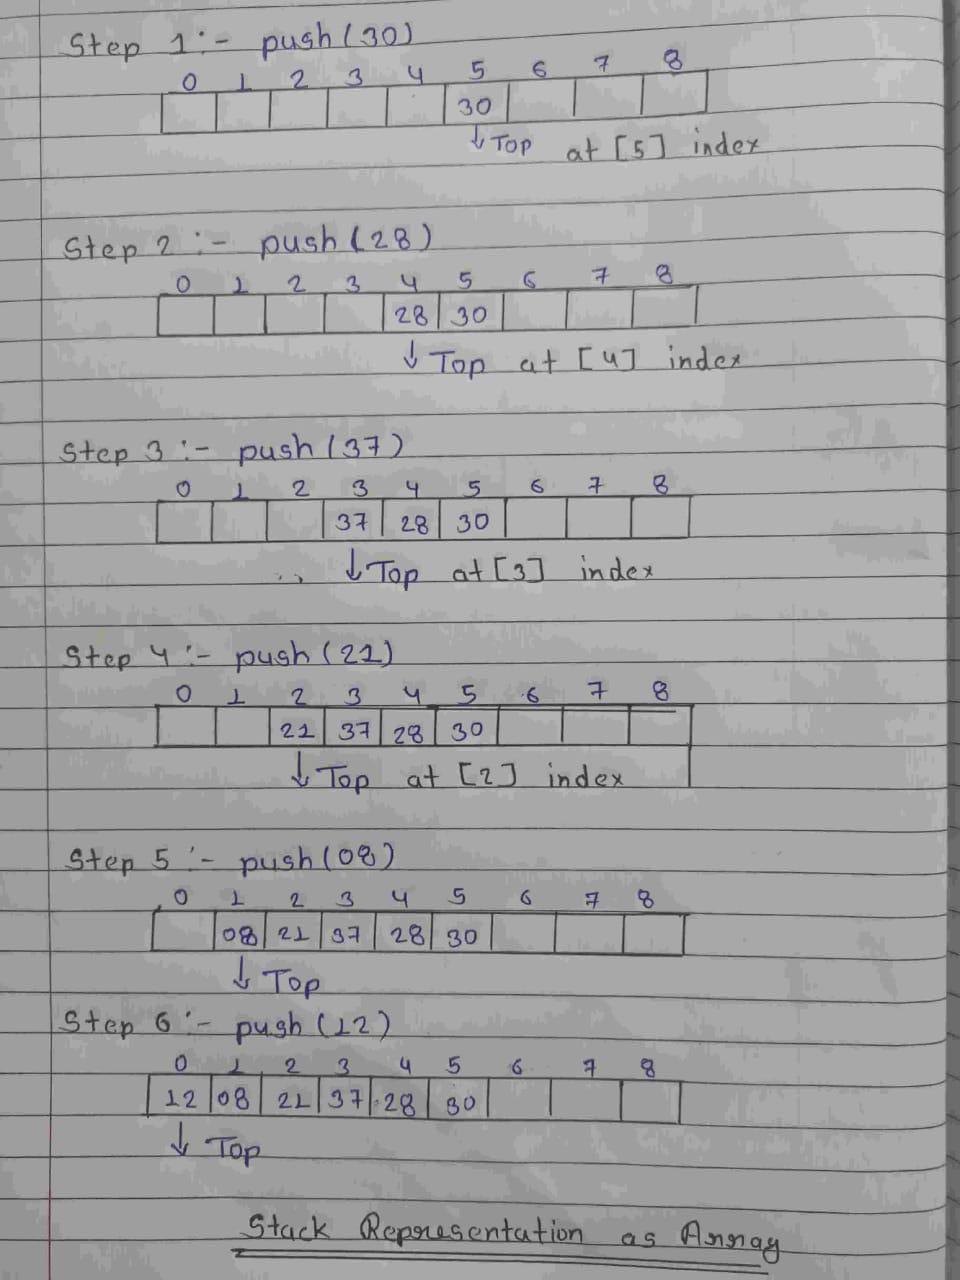 Step 1:- push(30)
0 1 2 3 4 5 6 7 8
30
↓Top at [5] index
Step 2:- push(28)
0 1 2 3 4 5 6 7 8
28 30
↓ Top at [4] index
Step 3:- push(37)
0 1 2 3 4 5 6 7 8
37 28 30
↓Top at [3] index
Step 4:- push(21)
0 1 2 3 4 5 6 7 8
21 37 28 30
↓Top at [2] index
Step 5:- push(08)
0 1 2 3 4 5 6 7 8
08 21 37 28 30
↓ Top
Step 6:- push(12)
0 1 2 3 4 5 6 7 8
12 08 21 37 28 30
↓ Top
Stack Representation as Array